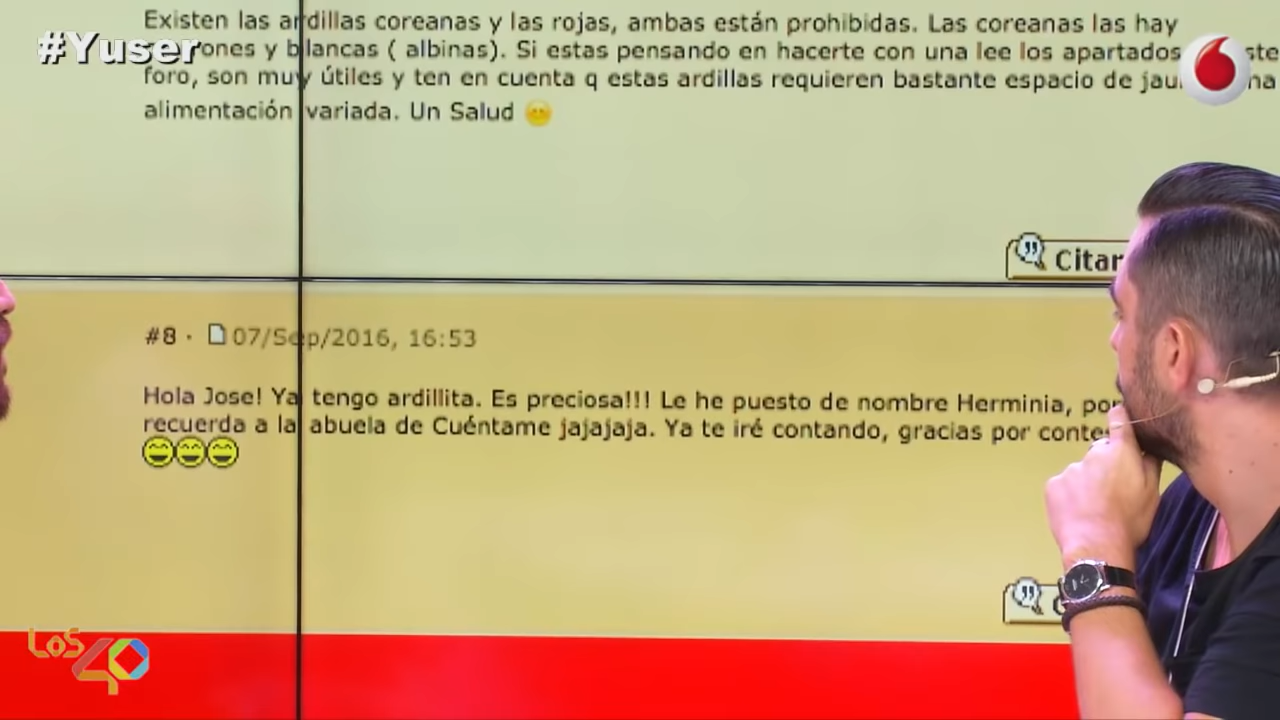 Existen las ardillas coreanas y las rojas, ambas están prohibidas. Las coreanas las hay
#Yuser
y blancas ( albinas). Si estas pensando en hacerte con una lee los apartados
foro, son muy útiles y ten en cuenta q estas ardillas requieren bastante espacio de
alimentación variada. Un Salud
Citar
#8 · 07/Sep/2016, 16:53
Hola Jose! Ya tengo ardillita. Es preciosa!!! Le he puesto de nombre Herminia,
recuerda a la abuela de Cuéntame jajajaja. Ya te iré contando, gracias por
LOS 40